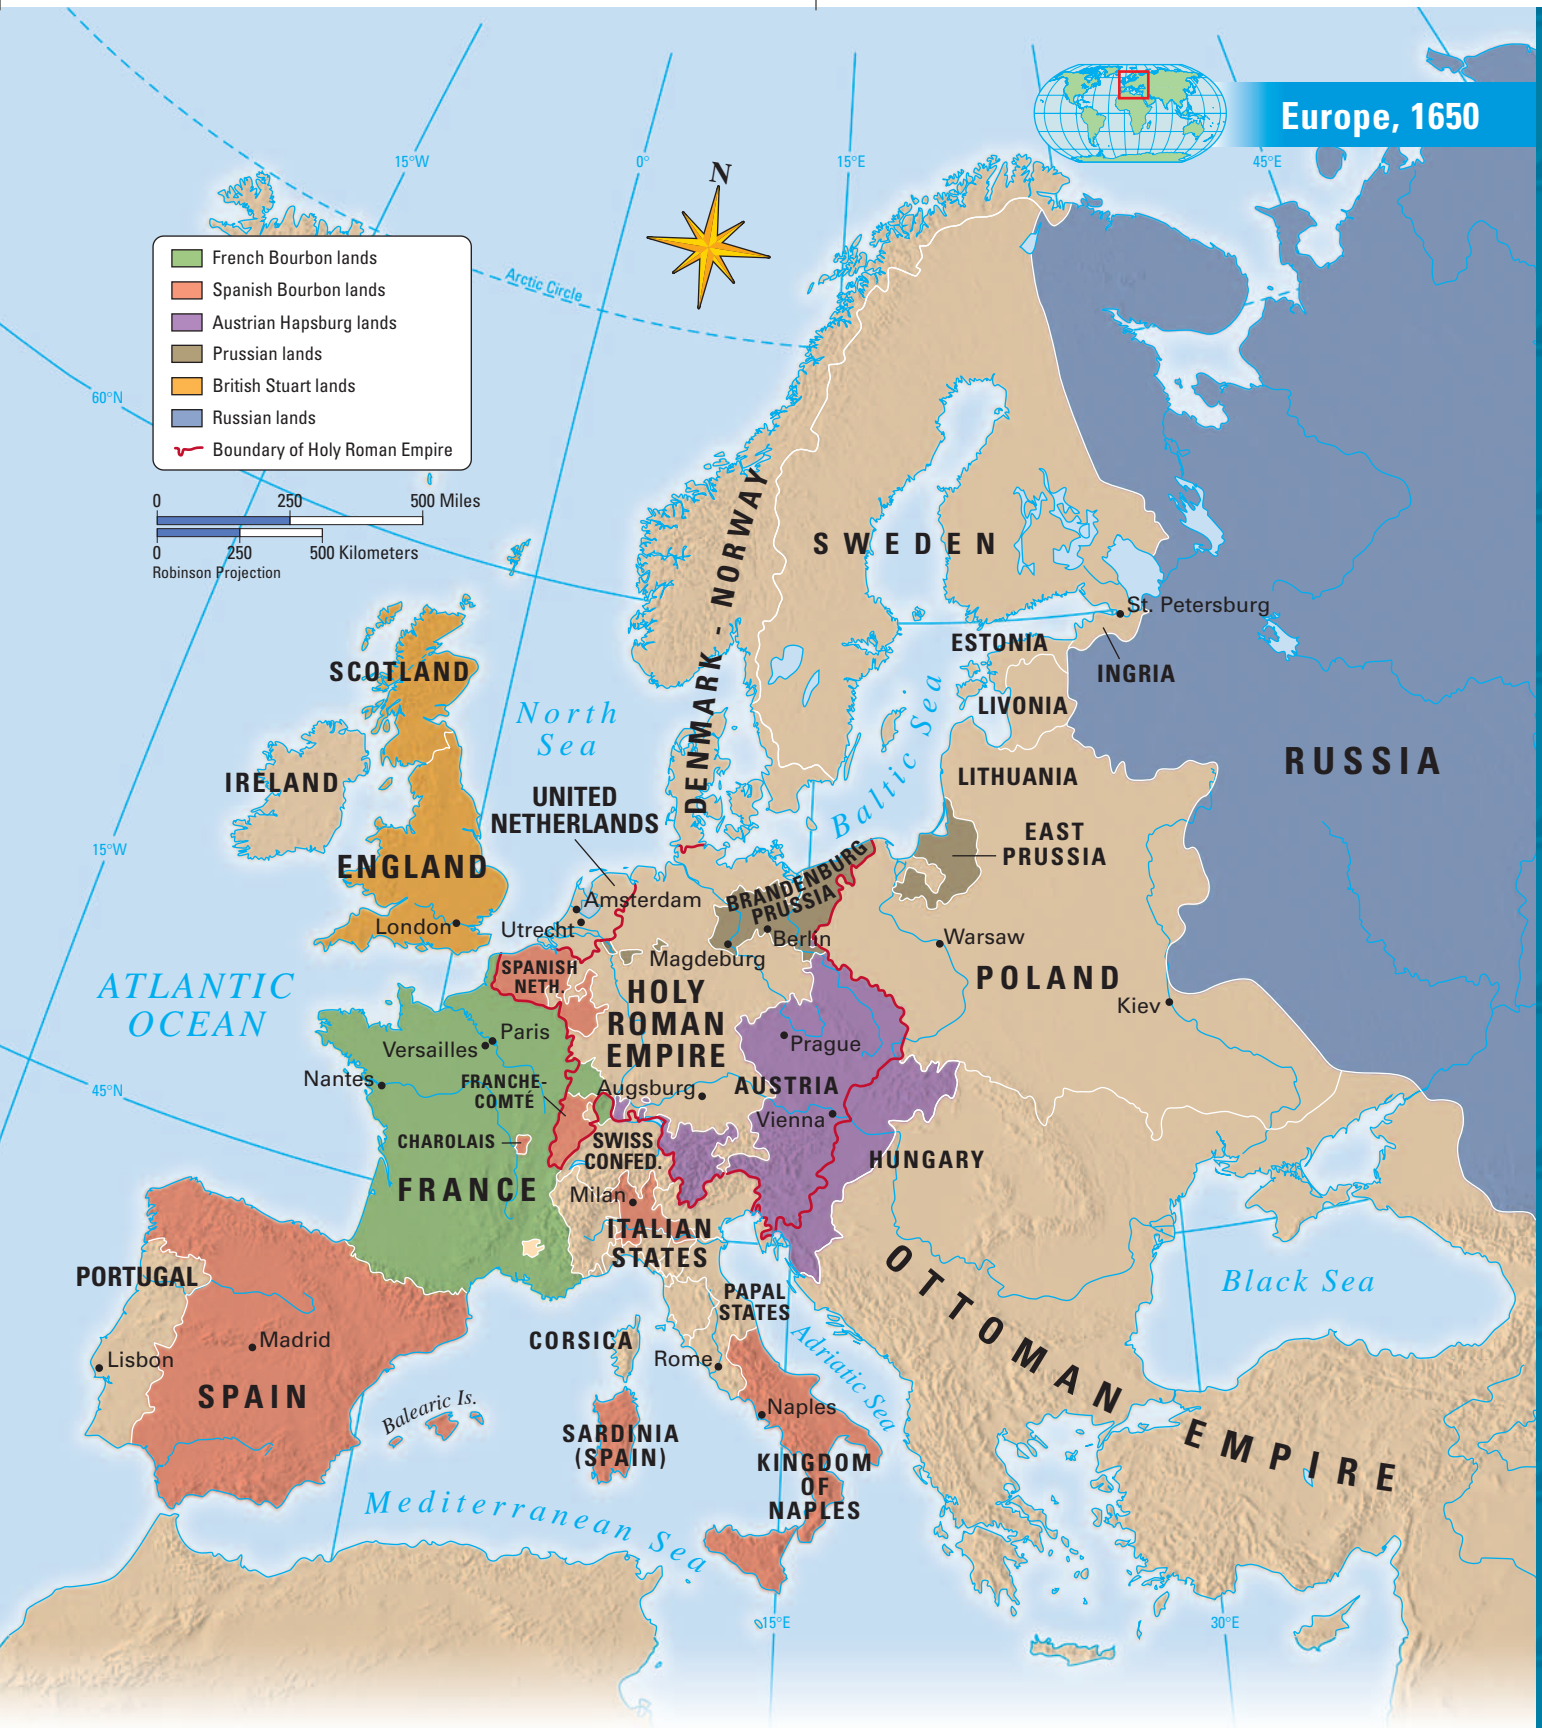 Europe, 1650
15°W
0°
15°E
45°E
N
Arctic Circle
French Bourbon lands
Spanish Bourbon lands
Austrian Hapsburg lands
Prussian lands
British Stuart lands
Russian lands
Boundary of Holy Roman Empire
60°N
0 250 500 Miles
0 250 500 Kilometers
Robinson Projection
DENMARK - NORWAY
SWEDEN
St. Petersburg
ESTONIA
INGRIA
SCOTLAND
North
Sea
Baltic Sea
LIVONIA
RUSSIA
IRELAND
LITHUANIA
UNITED
NETHERLANDS
EAST
PRUSSIA
15°W
ENGLAND
BRANDENBURG
PRUSSIA
Amsterdam
London
Utrecht
Berlin
Warsaw
Magdeburg
SPANISH
NETH.
POLAND
ATLANTIC
OCEAN
HOLY
ROMAN
EMPIRE
Kiev
Paris
Versailles
Prague
Nantes
FRANCHE-
COMTÉ
Augsburg
AUSTRIA
45°N
Vienna
CHAROLAIS
SWISS
CONFED.
HUNGARY
FRANCE
Milan
ITALIAN
STATES
OTTOMAN EMPIRE
PORTUGAL
Black Sea
PAPAL
STATES
CORSICA
Adriatic Sea
Madrid
Rome
Lisbon
SPAIN
Balearic Is.
Naples
SARDINIA
(SPAIN)
KINGDOM
OF
NAPLES
Mediterranean Sea
15°E
30°E